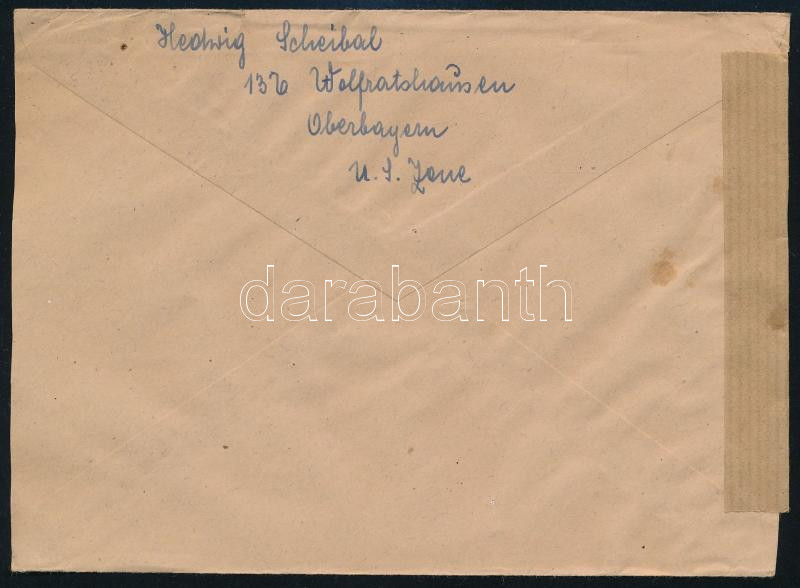 Hedwig Scheibal
13b Wolfratshausen
Oberbayern
U.S. Zone
darabanth